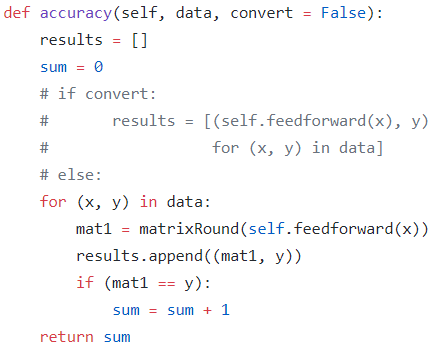 def accuracy(self, data, convert = False):
    results = []
    sum = 0
    # if convert:
    #       results = [(self.feedforward(x), y)
    #                  for (x, y) in data]
    # else:
    for (x, y) in data:
        mat1 = matrixRound(self.feedforward(x))
        results.append((mat1, y))
        if (mat1 == y):
            sum = sum + 1
    return sum